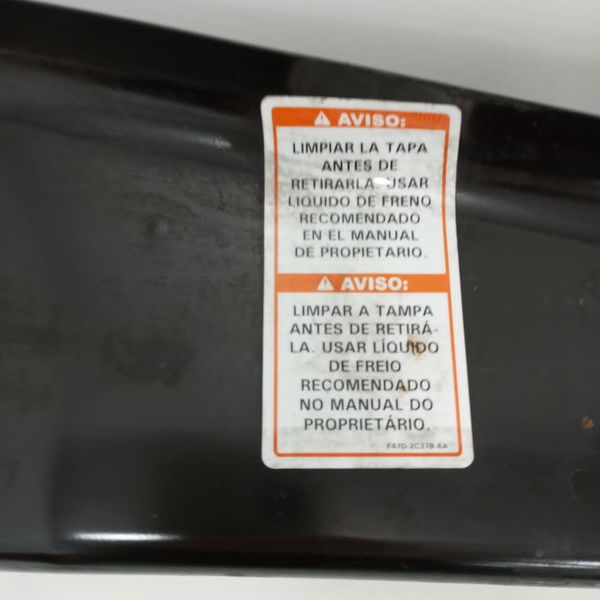 AVISO:
LIMPIAR LA TAPA
ANTES DE
RETIRARLA. USAR
LIQUIDO DE FRENO
RECOMENDADO
EN EL MANUAL
DE PROPIETARIO.
AVISO:
LIMPAR A TAMPA
ANTES DE RETIRÁ-
LA. USAR LÍQUIDO
DE FREIO
RECOMENDADO
NO MANUAL DO
PROPRIETÁRIO.
F47D-2C378-AA